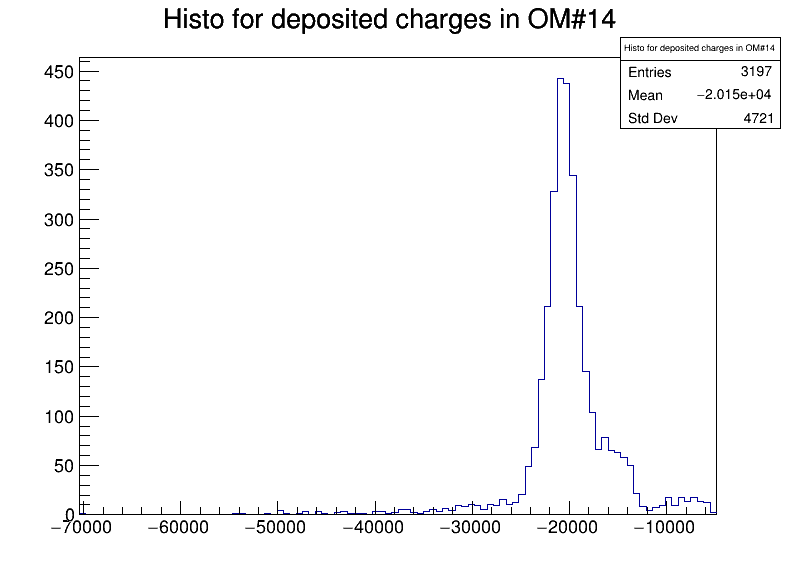 Histo for deposited charges in OM#14
Histo for deposited charges in OM#14
Entries 3197
Mean −2.015e+04
Std Dev 4721
450
400
350
300
250
200
150
100
50
0
−70000 −60000 −50000 −40000 −30000 −20000 −10000